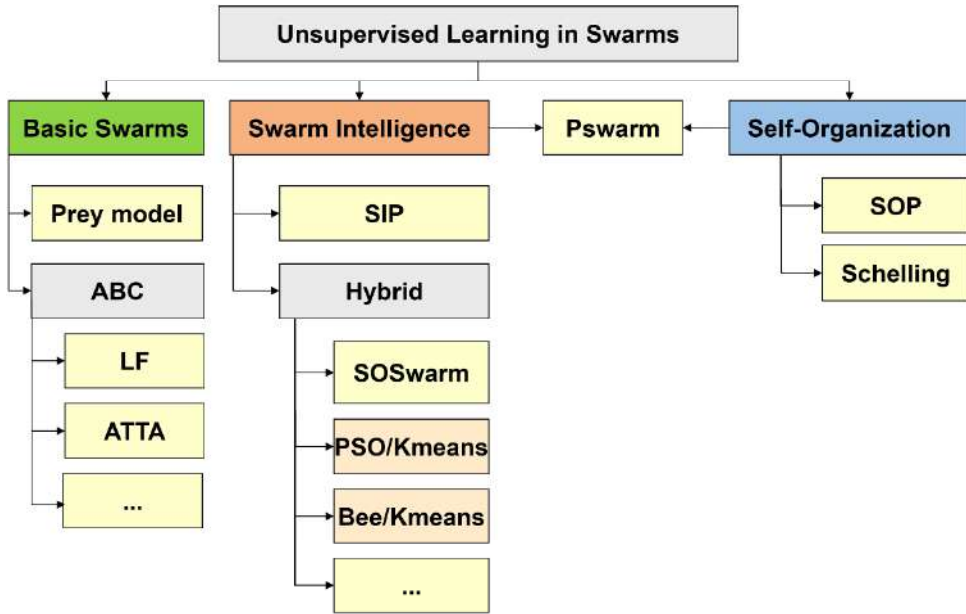 Unsupervised Learning in Swarms
Basic Swarms
Swarm Intelligence
Pswarm
Self-Organization
Prey model
SIP
SOP
ABC
Hybrid
Schelling
LF
SOSwarm
ATTA
PSO/Kmeans
...
Bee/Kmeans
...